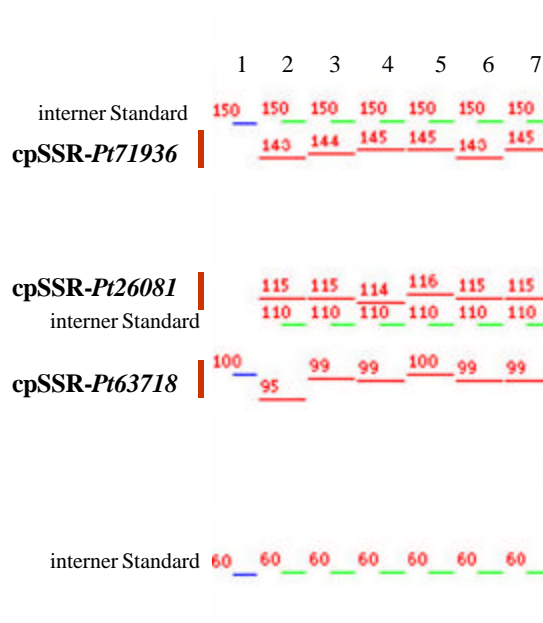 1 2 3 4 5 6 7
interner Standard 150 150 150 150 150 150 150
cpSSR-Pt71936 143 144 145 145 143 145
cpSSR-Pt26081 115 115 114 116 115 115
interner Standard 110 110 110 110 110 110
100
cpSSR-Pt63718 95 99 99 100 99 99
interner Standard 60 60 60 60 60 60 60